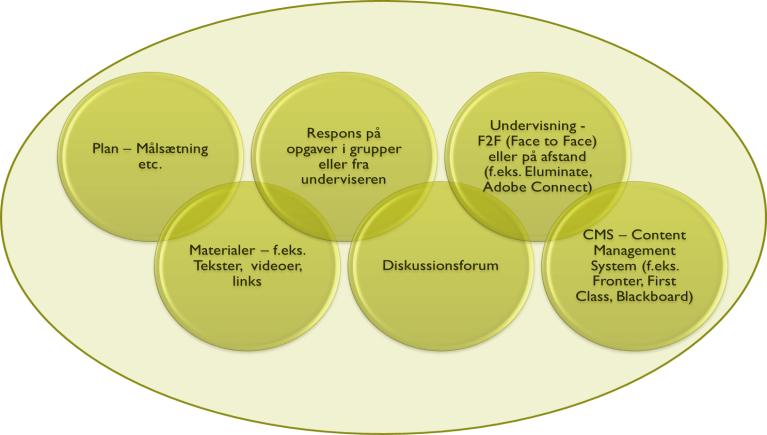 Plan – Målsætning
etc.
Materialer – f.eks.
Tekster, videoer,
links
Respons på
opgaver i grupper
eller fra
underviseren
Diskussionsforum
Undervisning -
F2F (Face to Face)
eller på afstand
(f.eks. Eluminate,
Adobe Connect)
CMS – Content
Management
System (f.eks.
Fronter, First
Class, Blackboard)